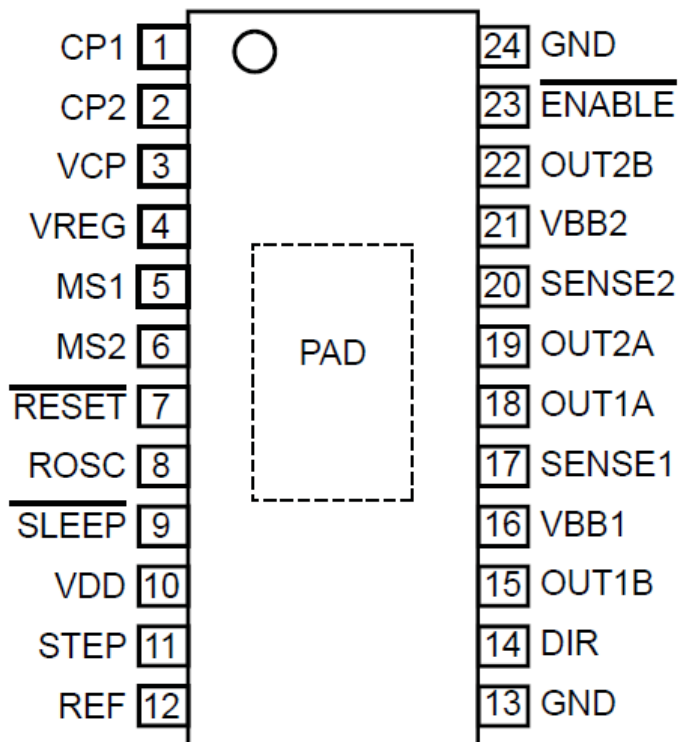 CP1 1 24 GND
CP2 2 23 ENABLE
VCP 3 22 OUT2B
VREG 4 21 VBB2
MS1 5 20 SENSE2
MS2 6 PAD 19 OUT2A
RESET 7 18 OUT1A
ROSC 8 17 SENSE1
SLEEP 9 16 VBB1
VDD 10 15 OUT1B
STEP 11 14 DIR
REF 12 13 GND